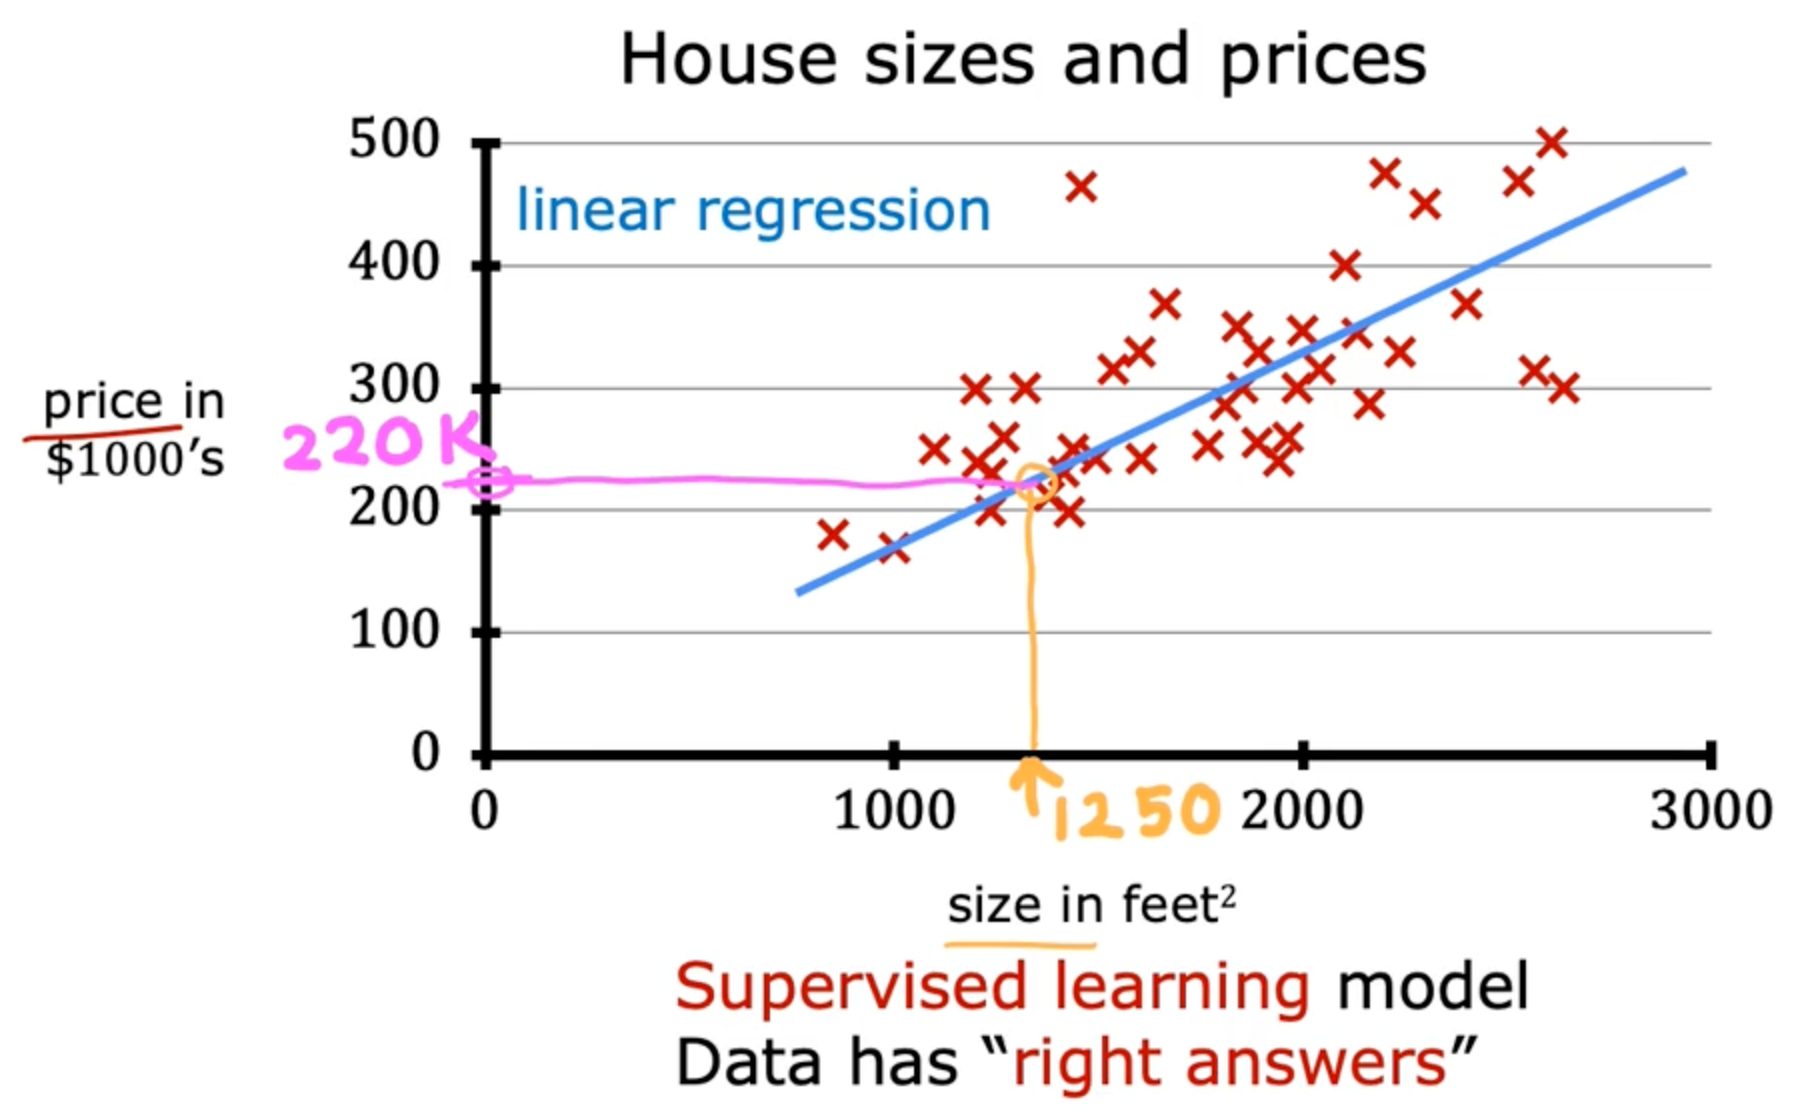 House sizes and prices
500
linear regression
400
300
price in
$1000's
220K
200
100
0
0 1000 2000 3000
1250
size in feet²
Supervised learning model
Data has “right answers”